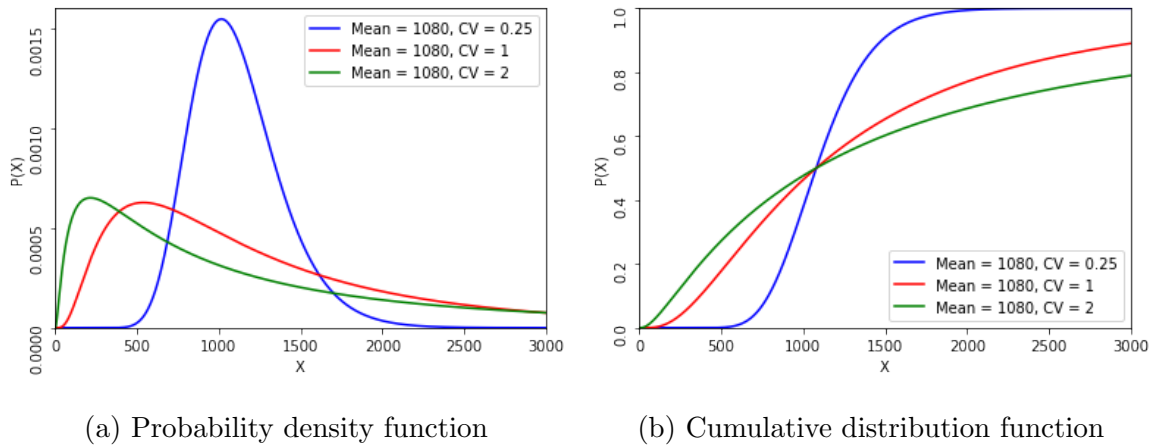 0.0015
0.0010
0.0005
0.0000
P(X)
Mean = 1080, CV = 0.25
Mean = 1080, CV = 1
Mean = 1080, CV = 2
0 500 1000 1500 2000 2500 3000
X
(a) Probability density function
1.0
0.8
0.6
0.4
0.2
0.0
P(X)
Mean = 1080, CV = 0.25
Mean = 1080, CV = 1
Mean = 1080, CV = 2
0 500 1000 1500 2000 2500 3000
X
(b) Cumulative distribution function